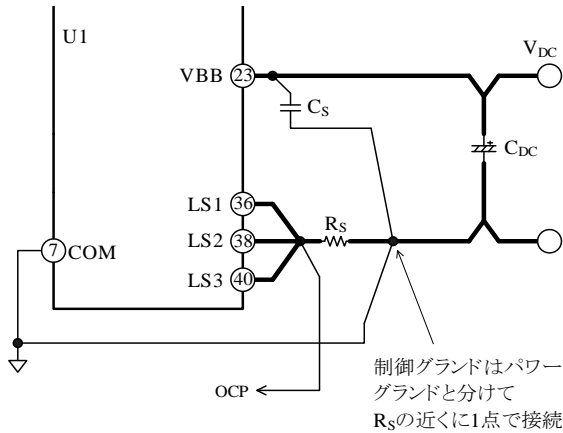 U1
V_DC
VBB
23
C_S
C_DC
LS1
36
R_S
LS2
38
7
COM
LS3
40
OCP
制御グランドはパワー
グランドと分けて
R_Sの近くに1点で接続